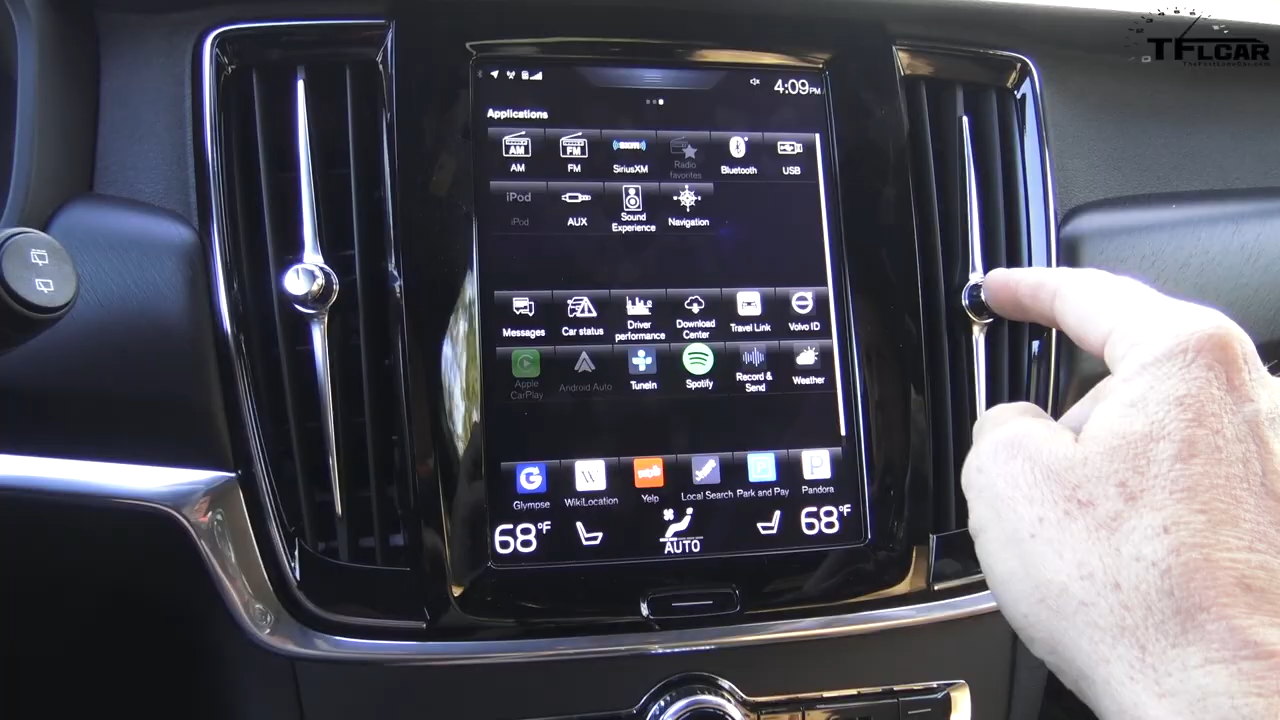 TFLCAR
4:09PM
Applications
AM
FM
SiriusXM
Radio favorites
Bluetooth
USB
iPod
iPod
AUX
Sound Experience
Navigation
Messages
Car status
Driver performance
Download Center
Travel Link
Volvo ID
Apple CarPlay
Android Auto
TuneIn
Spotify
Record & Send
Weather
Glympse
WikiLocation
Yelp
Local Search
Park and Pay
Pandora
68°F
AUTO
68°F